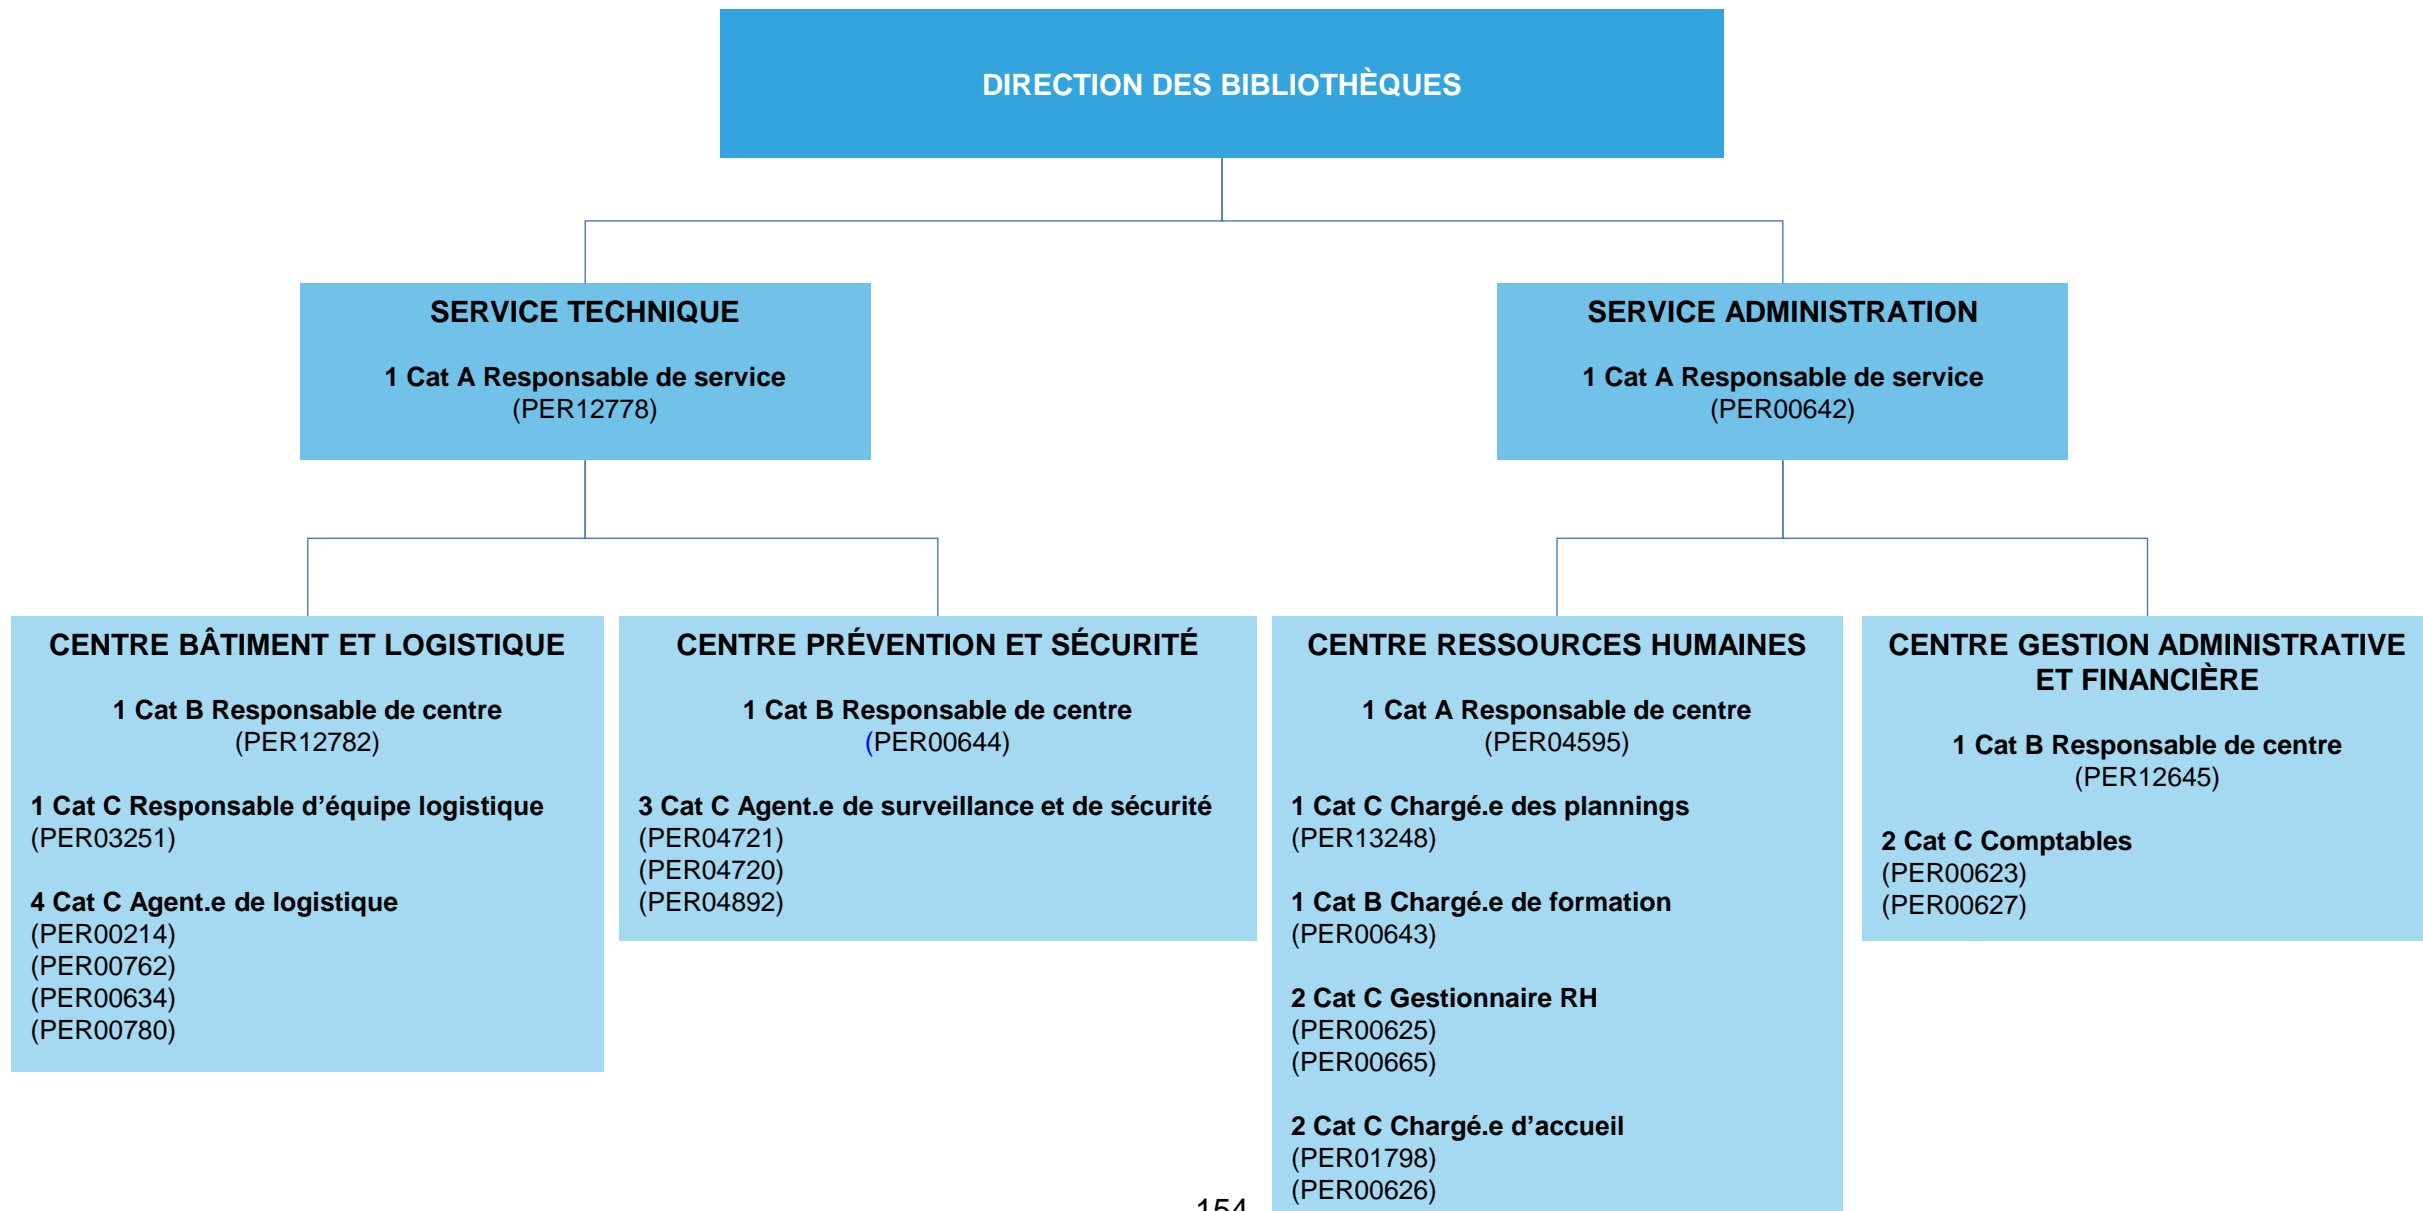 DIRECTION DES BIBLIOTHÈQUES
SERVICE TECHNIQUE
1 Cat A Responsable de service
(PER12778)
SERVICE ADMINISTRATION
1 Cat A Responsable de service
(PER00642)
CENTRE BÂTIMENT ET LOGISTIQUE
1 Cat B Responsable de centre
(PER12782)
1 Cat C Responsable d’équipe logistique
(PER03251)
4 Cat C Agent.e de logistique
(PER00214)
(PER00762)
(PER00634)
(PER00780)
CENTRE PRÉVENTION ET SÉCURITÉ
1 Cat B Responsable de centre
(PER00644)
3 Cat C Agent.e de surveillance et de sécurité
(PER04721)
(PER04720)
(PER04892)
CENTRE RESSOURCES HUMAINES
1 Cat A Responsable de centre
(PER04595)
1 Cat C Chargé.e des plannings
(PER13248)
1 Cat B Chargé.e de formation
(PER00643)
2 Cat C Gestionnaire RH
(PER00625)
(PER00665)
2 Cat C Chargé.e d’accueil
(PER01798)
(PER00626)
CENTRE GESTION ADMINISTRATIVE
ET FINANCIÈRE
1 Cat B Responsable de centre
(PER12645)
2 Cat C Comptables
(PER00623)
(PER00627)
154